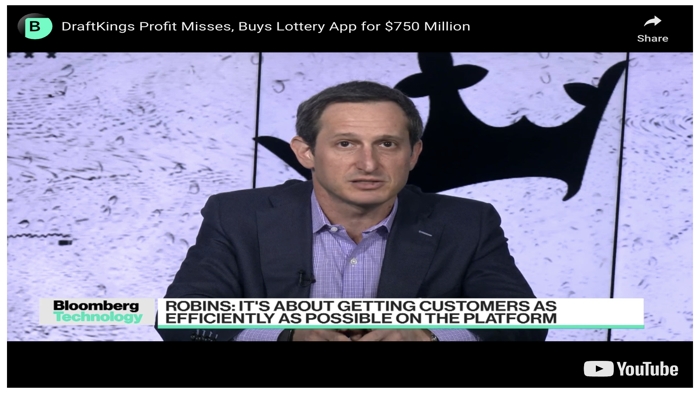 B
DraftKings Profit Misses, Buys Lottery App for $750 Million
Share
Bloomberg
Technology
ROBINS: IT'S ABOUT GETTING CUSTOMERS AS
EFFICIENTLY AS POSSIBLE ON THE PLATFORM
YouTube